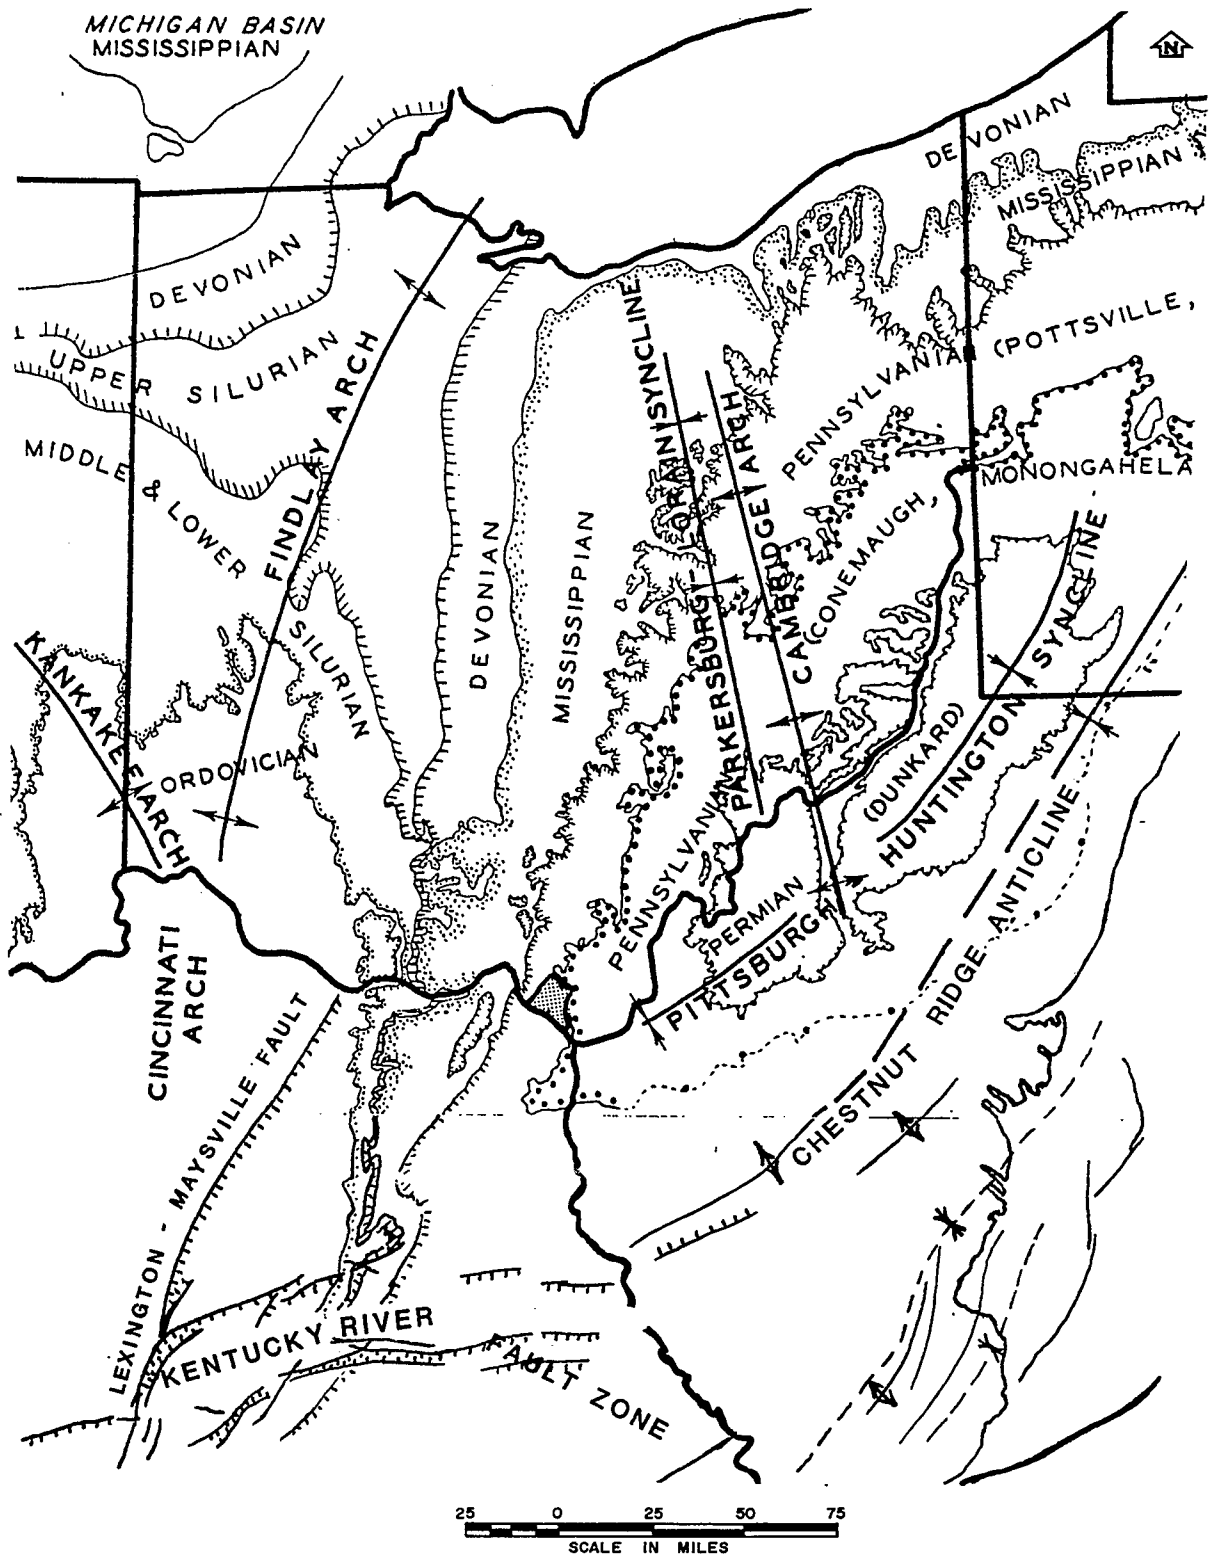 MICHIGAN BASIN
MISSISSIPPIAN
N
DEVONIAN
MISSISSIPPIAN
DEVONIAN
UPPER SILURIAN
FINDLAY ARCH
PARKERSBURG - LORAIN SYNCLINE
CAMBRIDGE ARCH
PENNSYLVANIAN (POTTSVILLE,
CONEMAUGH,
MONONGAHELA
MIDDLE & LOWER
SILURIAN
DEVONIAN
MISSISSIPPIAN
KANKAKEE ARCH
ORDOVICIAN
PENNSYLVANIAN
(DUNKARD)
PERMIAN
PITTSBURGH
HUNTINGTON SYNCLINE
CHESTNUT RIDGE ANTICLINE
CINCINNATI
ARCH
LEXINGTON - MAYSVILLE FAULT
KENTUCKY RIVER
FAULT ZONE
25 0 25 50 75
SCALE IN MILES